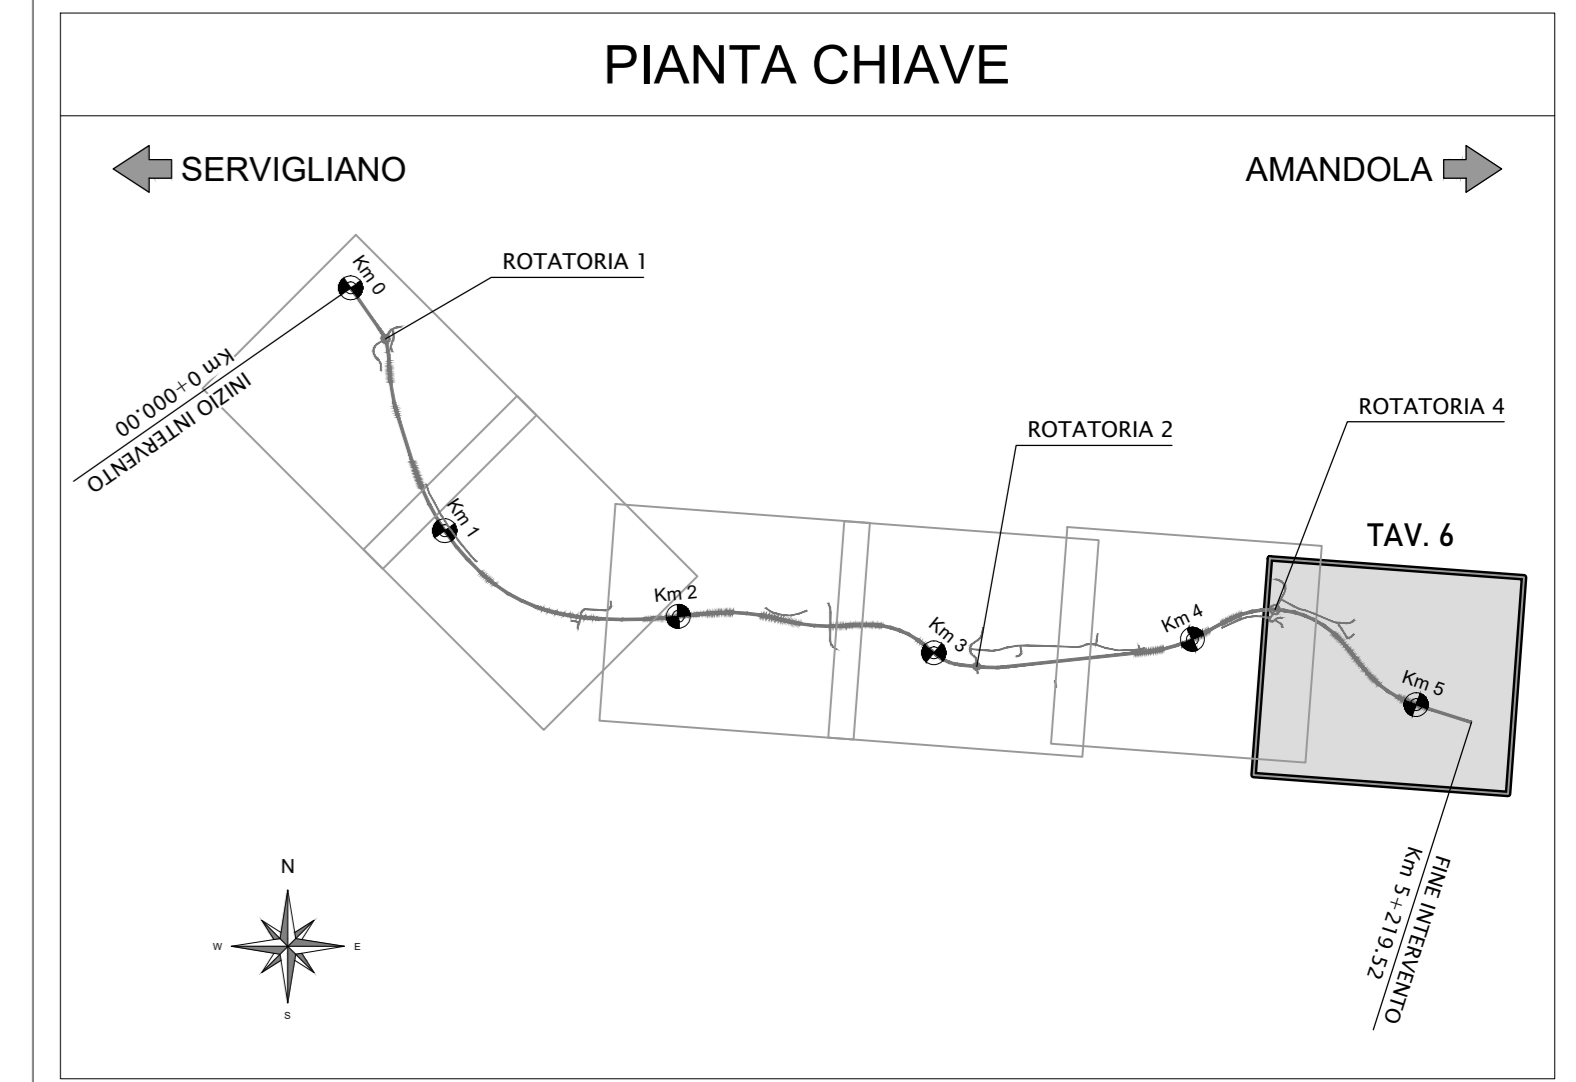 PIANTA CHIAVE
SERVIGLIANO
AMANDOLA
Km 0
ROTATORIA 1
Km 0+000.00
INIZIO INTERVENTO
ROTATORIA 4
ROTATORIA 2
Km 1
TAV. 6
Km 2
Km 3
Km 4
Km 5
FINE INTERVENTO
Km 5+219.52
N
W
E
S